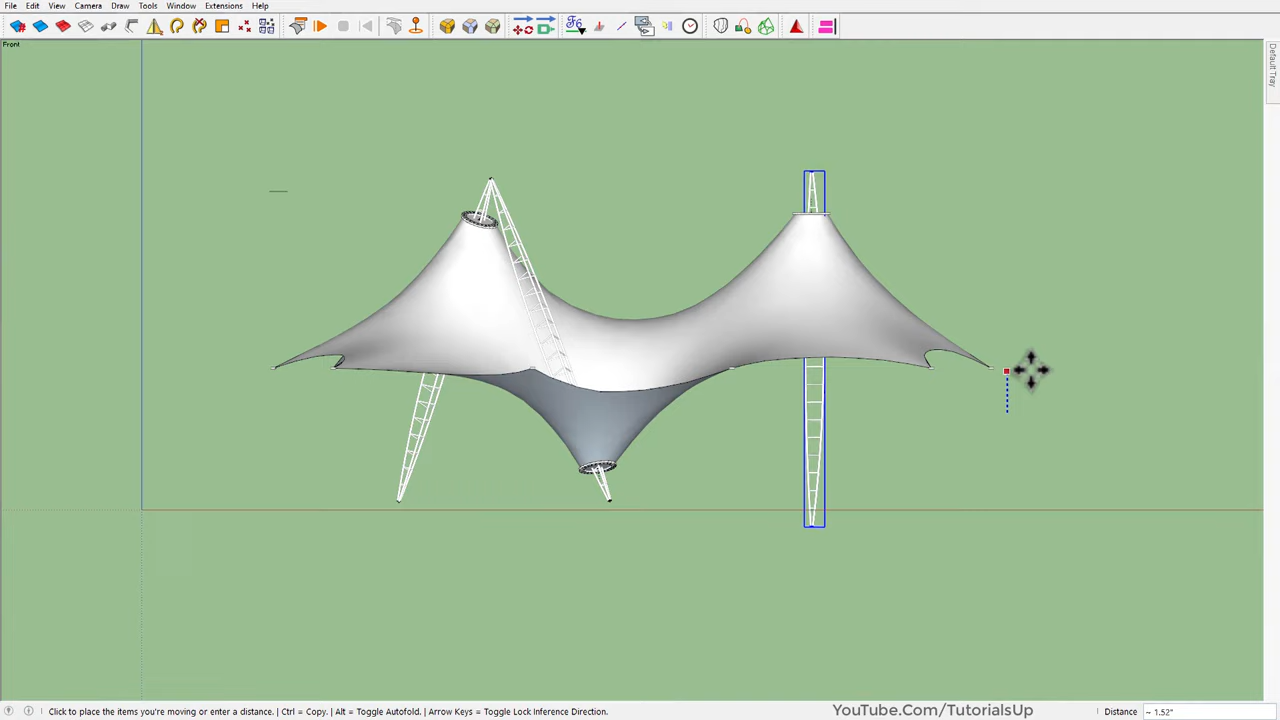 File Edit View Camera Draw Tools Window Extensions Help
Front
Default Tray
Click to place the items you're moving or enter a distance. | Ctrl = Copy. | Alt = Toggle Autofold. | Arrow Keys = Toggle Lock Inference Direction.
YouTube.Com/TutorialsUp
Distance ~ 1.52"